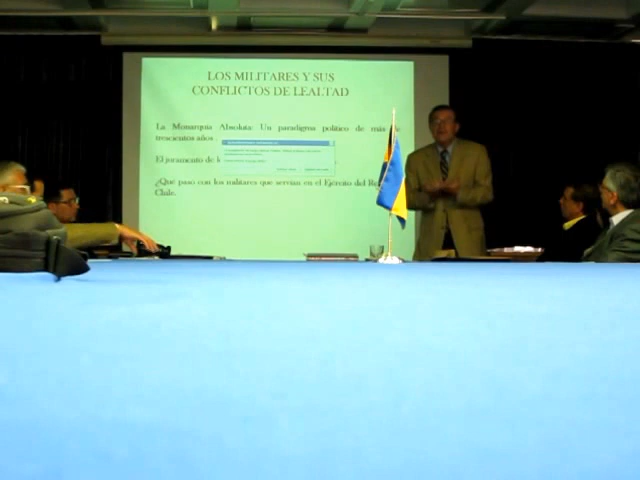 LOS MILITARES Y SUS
CONFLICTOS DE LEALTAD
La Monarquía Absoluta: Un paradigma político de más de
trescientos años
El juramento de
¿Qué pasó con los militares que servían en el Ejército del
Chile.